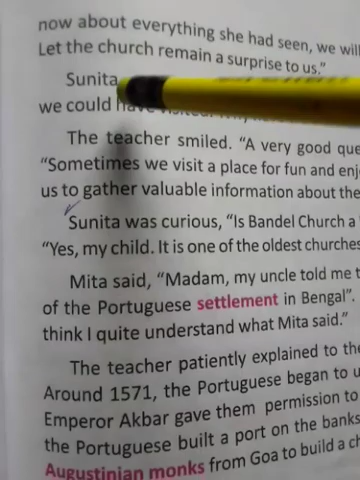 now about everything she had seen, we will
Let the church remain a surprise to us."
Sunita
we could have visited.
The teacher smiled. "A very good que
"Sometimes we visit a place for fun and enj
us to gather valuable information about the
Sunita was curious, "Is Bandel Church a
"Yes, my child. It is one of the oldest churches
Mita said, "Madam, my uncle told me t
of the Portuguese settlement in Bengal".
think I quite understand what Mita said."
The teacher patiently explained to the
Around 1571, the Portuguese began to u
Emperor Akbar gave them permission to
the Portuguese built a port on the banks
Augustinian monks from Goa to build a ch